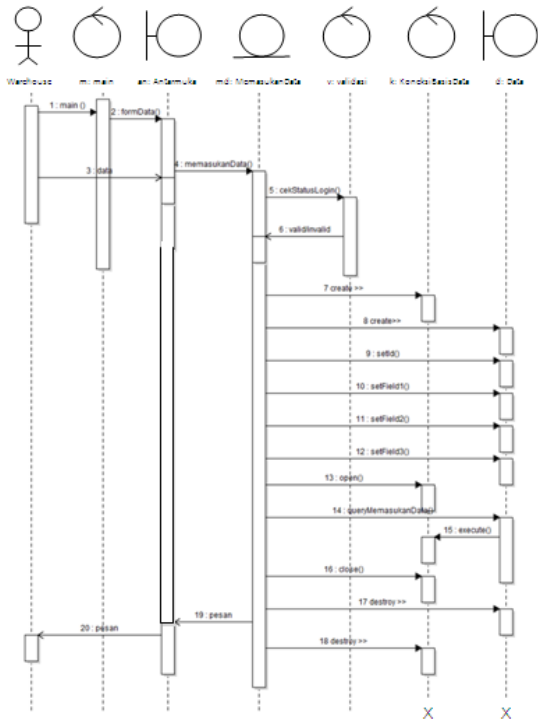 Warehouse
m: main
an: Antarmuka
md: MemasukanData
v: validasi
k: KoneksiBasisData
d: Data
1 : main ()
2 : formData()
3 : data
4 : memasukanData()
5 : cekStatusLogin()
6 : valid/invalid
7 create >>
8 create>>
9 : setId()
10 : setField1()
11 : setField2()
12 : setField3()
13 : open()
14 : queryMemasukanData()
15 : execute()
16 : close()
17 destroy >>
19 : pesan
20 : pesan
18 destroy >>
X
X